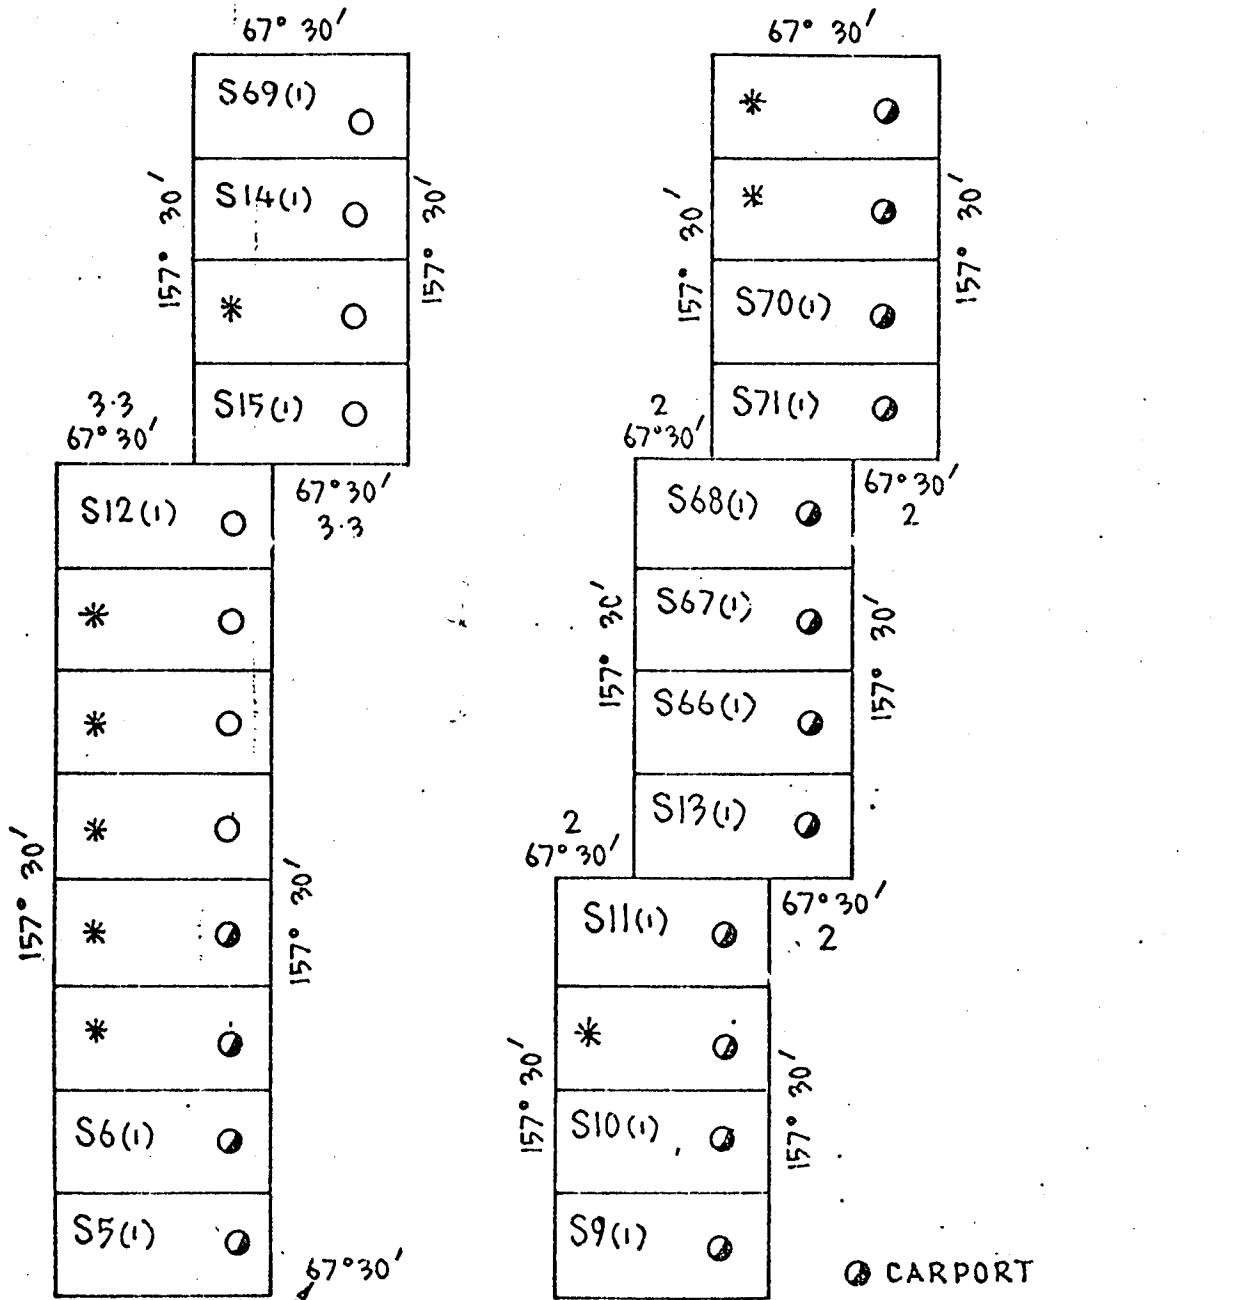 67° 30′
S69(1)
S14(1)
*
S15(1)
157° 30′
157° 30′
3.3
67° 30′
67° 30′
3.3
S12(1)
*
*
*
*
*
S6(1)
S5(1)
157° 30′
157° 30′
67° 30′
67° 30′
*
*
S70(1)
S71(1)
157° 30′
157° 30′
2
67° 30′
67° 30′
2
S68(1)
S67(1)
S66(1)
S13(1)
157° 30′
157° 30′
2
67° 30′
67° 30′
2
S11(1)
*
S10(1)
S9(1)
157° 30′
157° 30′
CARPORT